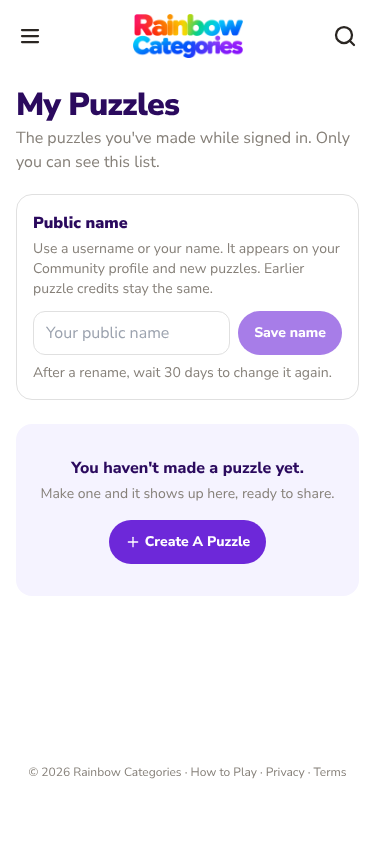 Rainbow
Categories
My Puzzles
The puzzles you've made while signed in. Only
you can see this list.
Public name
Use a username or your name. It appears on your
Community profile and new puzzles. Earlier
puzzle credits stay the same.
Your public name
Save name
After a rename, wait 30 days to change it again.
You haven't made a puzzle yet.
Make one and it shows up here, ready to share.
+ Create A Puzzle
© 2026 Rainbow Categories · How to Play · Privacy · Terms